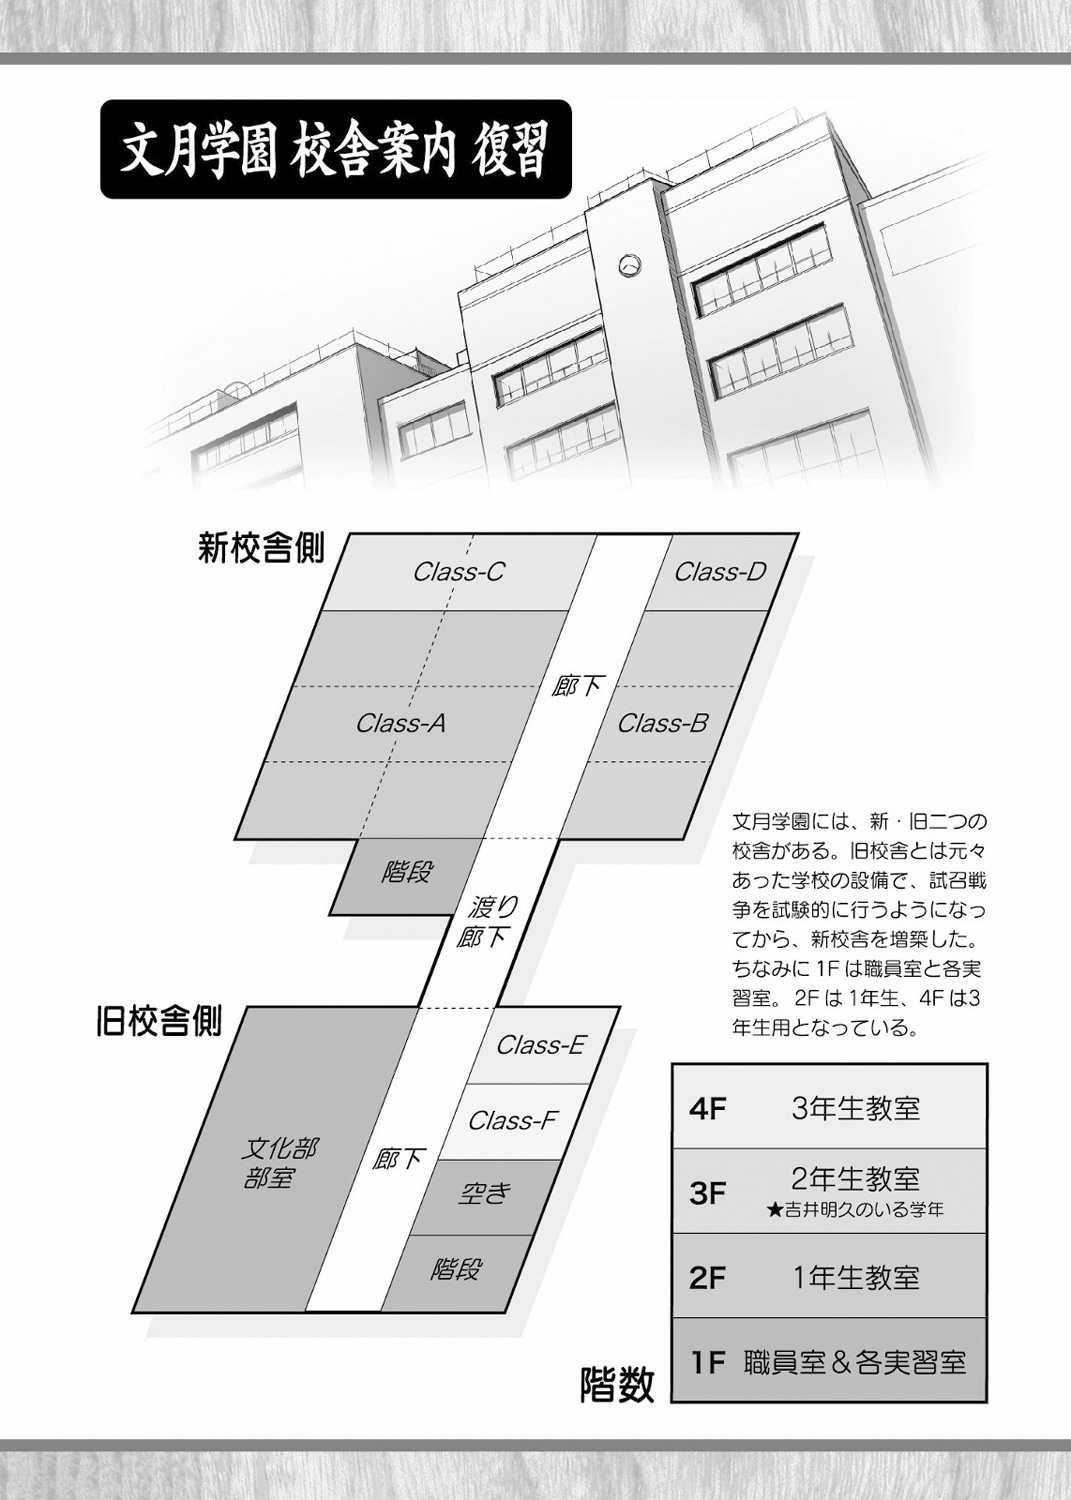 文月学園 校舎案内 復習
新校舎側
Class-C
Class-D
廊下
Class-A
Class-B
階段
渡り
廊下
旧校舎側
Class-E
Class-F
文化部
部室
廊下
空き
階段
文月学園には、新・旧二つの
校舎がある。旧校舎とは元々
あった学校の設備で、試召戦
争を試験的に行うようになっ
てから、新校舎を増築した。
ちなみに1Fは職員室と各実
習室。2Fは1年生、4Fは3
年生用となっている。
4F 3年生教室
3F 2年生教室
★吉井明久のいる学年
2F 1年生教室
1F 職員室＆各実習室
階数